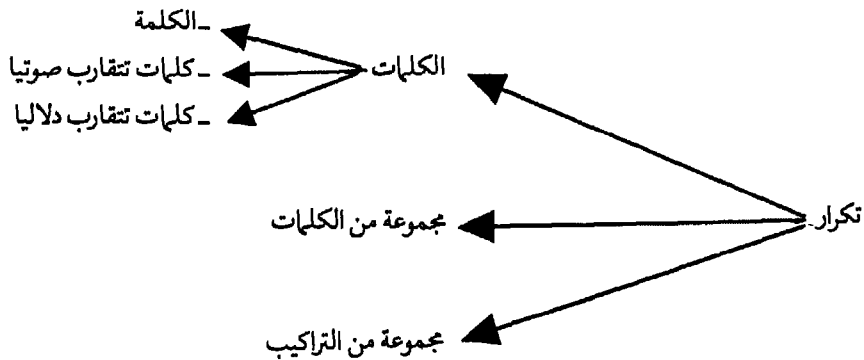 ـ الكلمة
الكلمات
ـ كلمات تتقارب صوتيا
ـ كلمات تتقارب دلاليا
تكرار
مجموعة من الكلمات
مجموعة من التراكيب